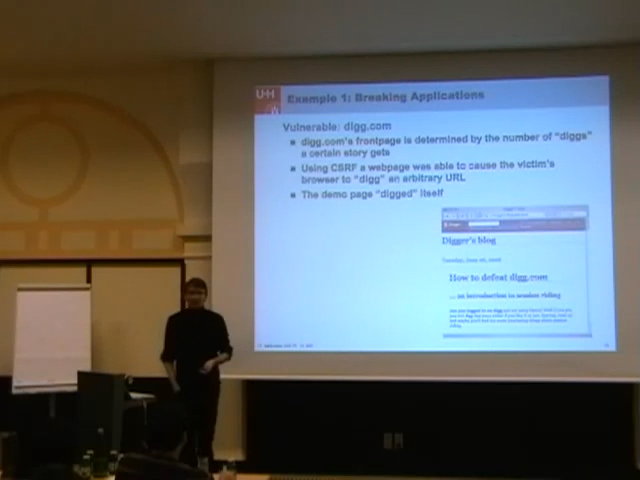 UH
Example 1: Breaking Applications
Vulnerable: digg.com
digg.com's frontpage is determined by the number of "diggs"
a certain story gets
Using CSRF a webpage was able to cause the victim's
browser to "digg" an arbitrary URL
The demo page "digged" itself
Digger's blog
How to defeat digg.com
... an introduction to session riding